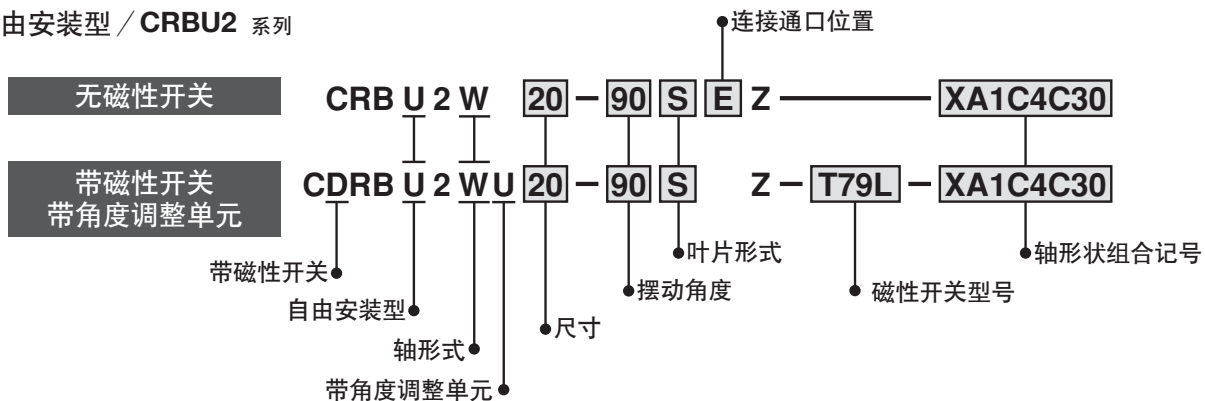 由安装型／CRBU2 系列
连接通口位置
无磁性开关 CRB U 2 W 20－90 S E Z XA1C4C30
带磁性开关
带角度调整单元
CDRB U 2 W U 20－90 S Z－T79L－XA1C4C30
叶片形式
轴形状组合记号
带磁性开关
摆动角度
磁性开关型号
自由安装型
尺寸
轴形式
带角度调整单元